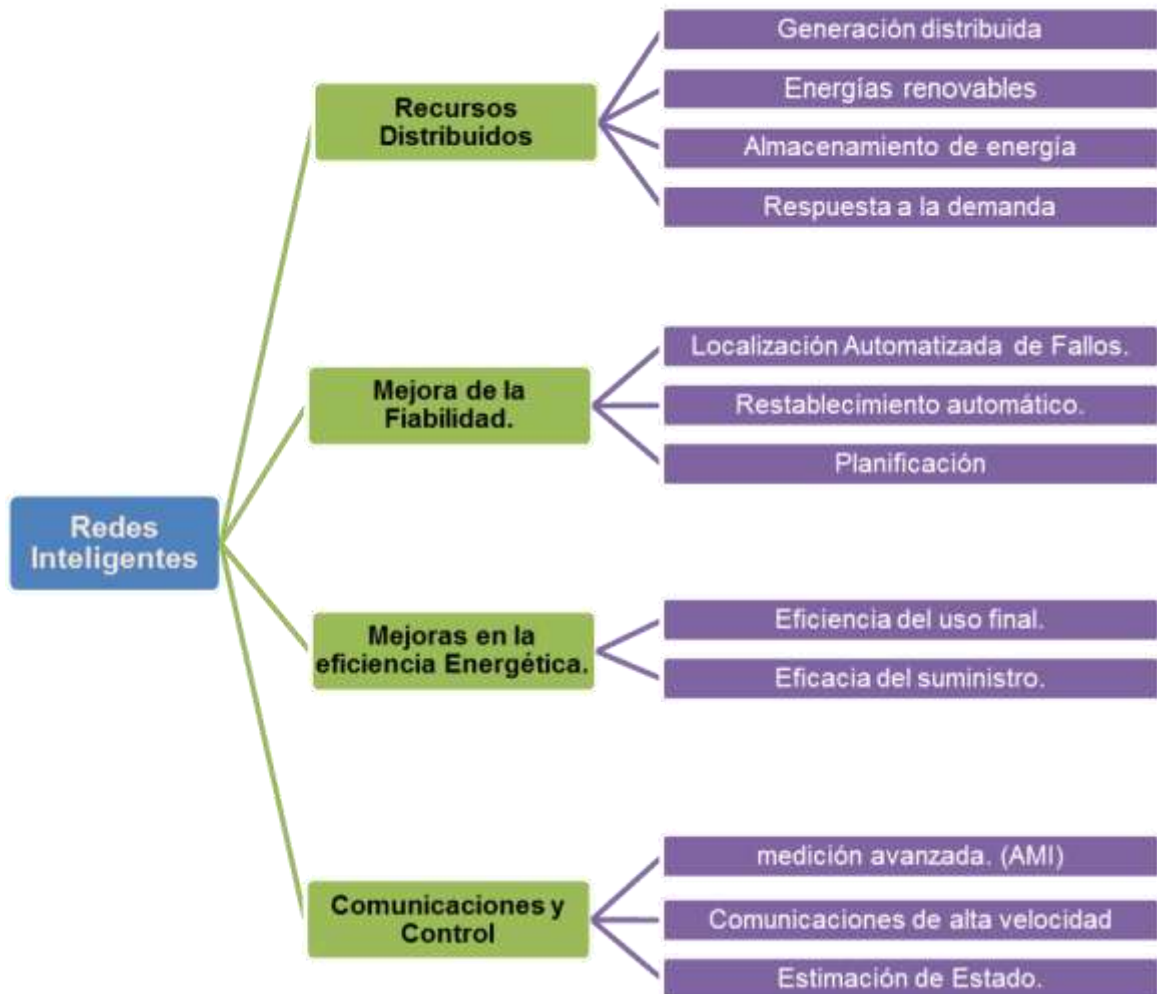 Redes
Inteligentes
Recursos
Distribuidos
Generación distribuida
Energías renovables
Almacenamiento de energía
Respuesta a la demanda
Mejora de la
Fiabilidad.
Localización Automatizada de Fallos.
Restablecimiento automático.
Planificación
Mejoras en la
eficiencia Energética.
Eficiencia del uso final.
Eficacia del suministro.
Comunicaciones y
Control
medición avanzada. (AMI)
Comunicaciones de alta velocidad
Estimación de Estado.